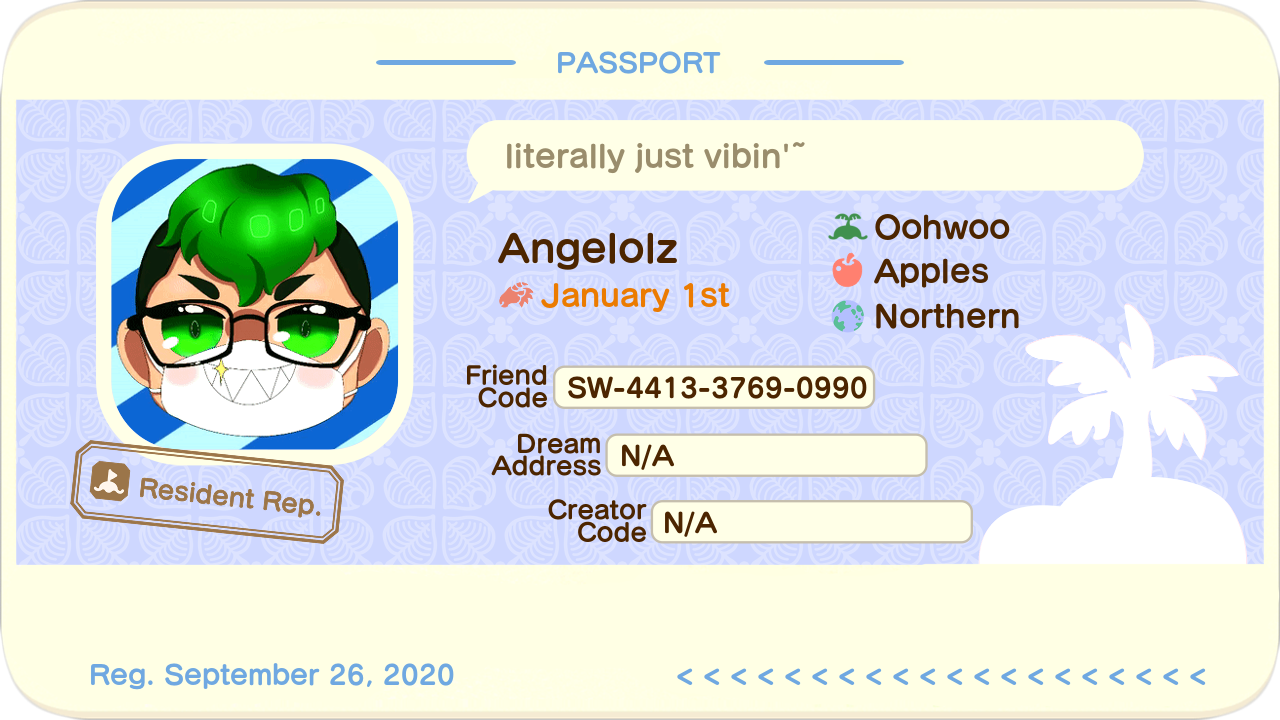 PASSPORT
literally just vibin'~
Angelolz
January 1st
Oohwoo
Apples
Northern
Friend
Code
SW-4413-3769-0990
Dream
Address
N/A
Creator
Code
N/A
Resident Rep.
Reg. September 26, 2020
< < < < < < < < < < < < < < < < < < < <